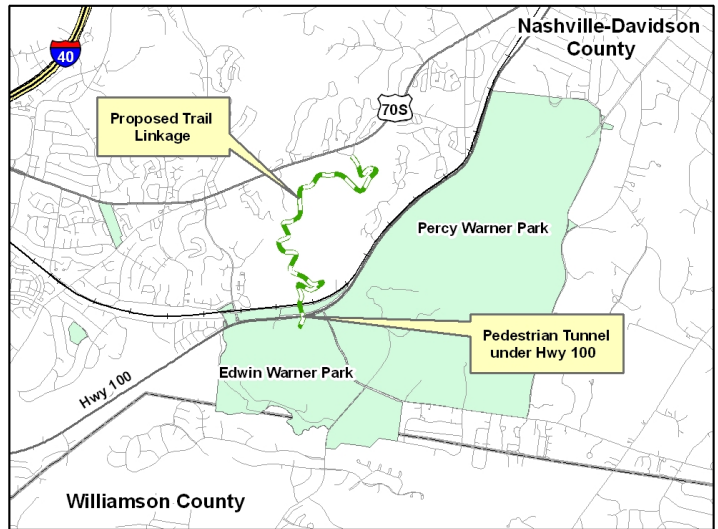 Nashville-Davidson
County
40
70S
Proposed Trail
Linkage
Percy Warner Park
Pedestrian Tunnel
under Hwy 100
Edwin Warner Park
Hwy 100
Williamson County